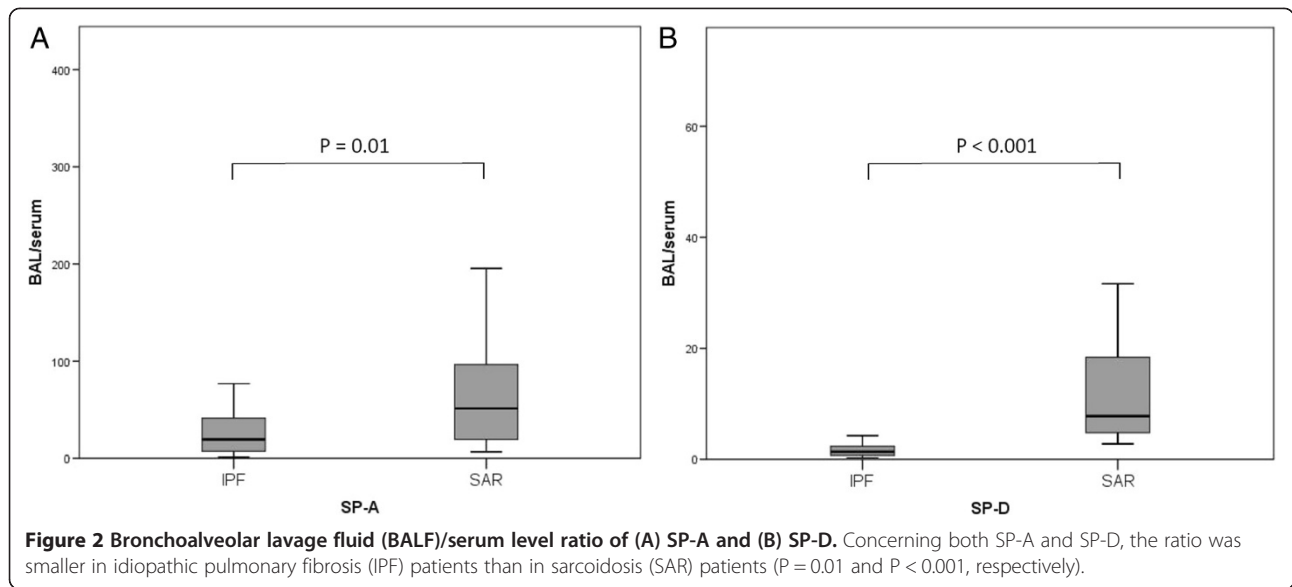 A
400
300
200
100
0
BAL/serum
P = 0.01
IPF
SAR
SP-A
B
60
40
20
0
BAL/serum
P < 0.001
IPF
SAR
SP-D
Figure 2 Bronchoalveolar lavage fluid (BALF)/serum level ratio of (A) SP-A and (B) SP-D. Concerning both SP-A and SP-D, the ratio was
smaller in idiopathic pulmonary fibrosis (IPF) patients than in sarcoidosis (SAR) patients (P = 0.01 and P < 0.001, respectively).